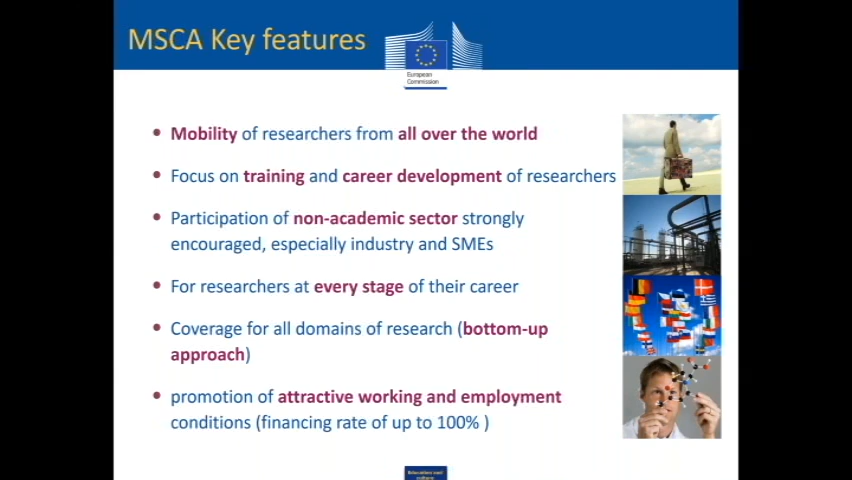 MSCA Key features
European
Commission
• Mobility of researchers from all over the world
• Focus on training and career development of researchers
• Participation of non-academic sector strongly
encouraged, especially industry and SMEs
• For researchers at every stage of their career
• Coverage for all domains of research (bottom-up
approach)
• promotion of attractive working and employment
conditions (financing rate of up to 100% )
Education and
culture